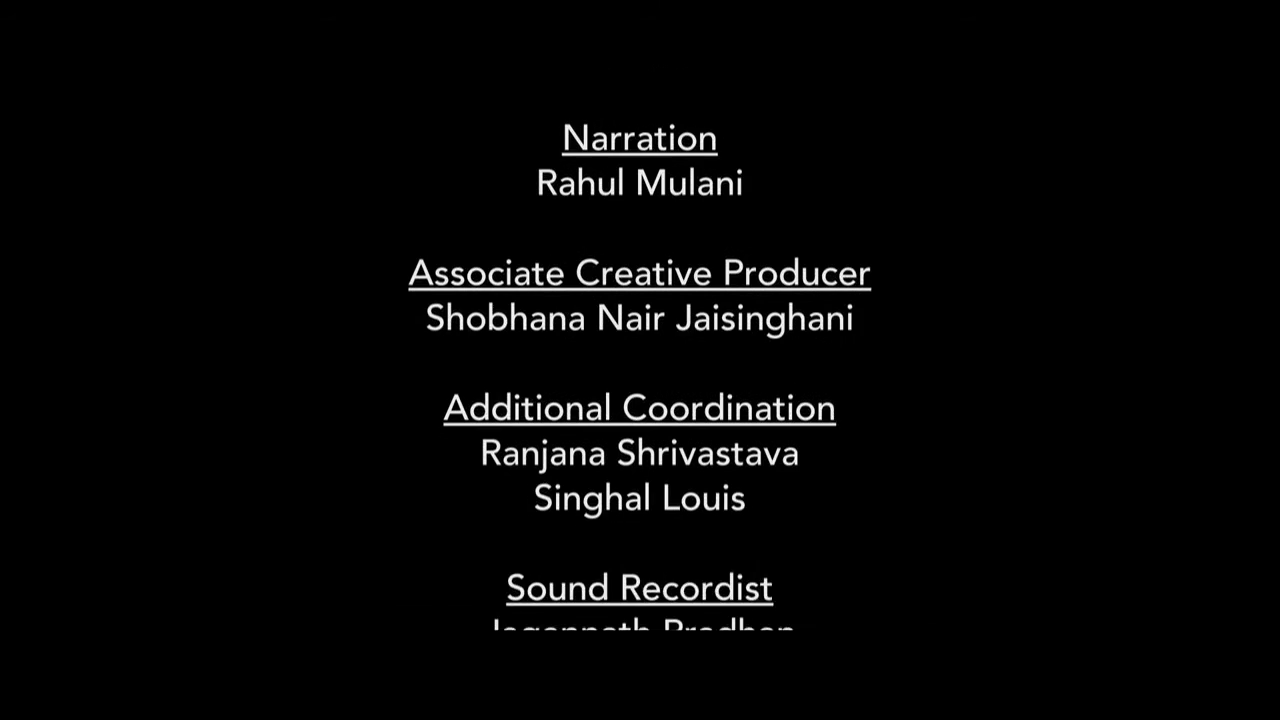 Narration
Rahul Mulani
Associate Creative Producer
Shobhana Nair Jaisinghani
Additional Coordination
Ranjana Shrivastava
Singhal Louis
Sound Recordist